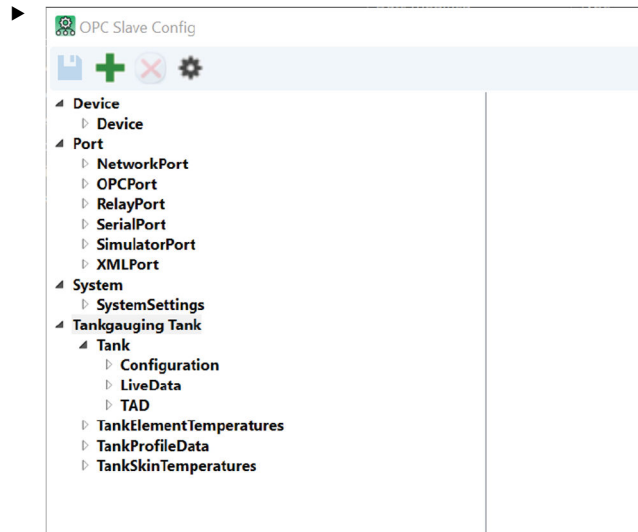 OPC Slave Config
Device
Device
Port
NetworkPort
OPCPort
RelayPort
SerialPort
SimulatorPort
XMLPort
System
SystemSettings
Tankgauging Tank
Tank
Configuration
LiveData
TAD
TankElementTemperatures
TankProfileData
TankSkinTemperatures